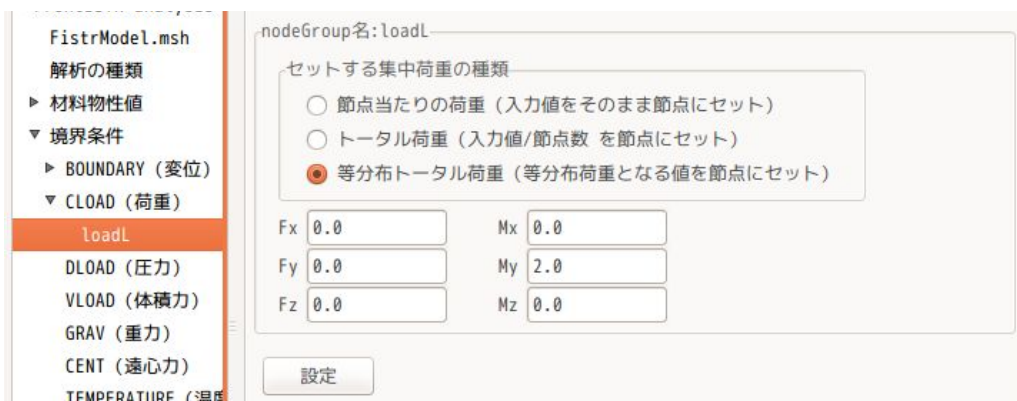 FistrModel.msh
解析の種類
材料物性値
境界条件
BOUNDARY (変位)
CLOAD (荷重)
loadL
DLOAD (圧力)
VLOAD (体積力)
GRAV (重力)
CENT (遠心力)
nodeGroup名:loadL
セットする集中荷重の種類
節点当たりの荷重 (入力値をそのまま節点にセット)
トータル荷重 (入力値/節点数 を節点にセット)
等分布トータル荷重 (等分布荷重となる値を節点にセット)
Fx 0.0 Mx 0.0
Fy 0.0 My 2.0
Fz 0.0 Mz 0.0
設定